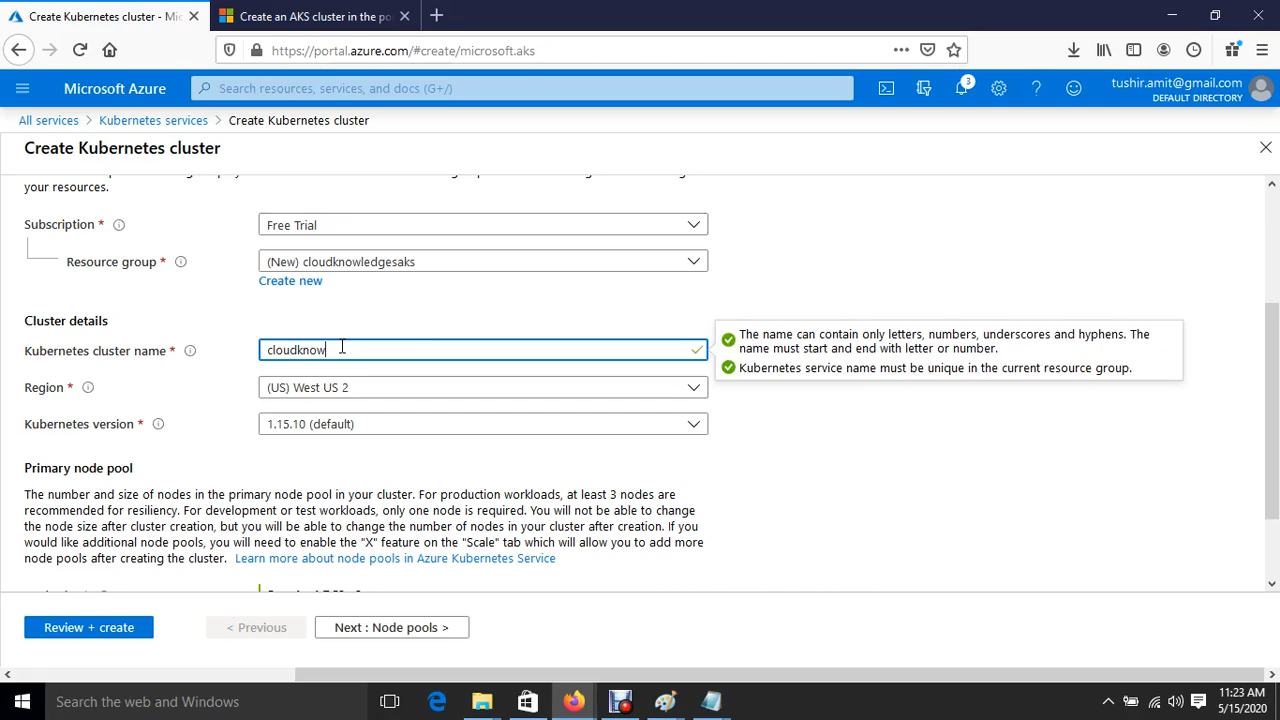 Create Kubernetes cluster - Mic
Create an AKS cluster in the po
https://portal.azure.com/#create/microsoft.aks
Microsoft Azure
Search resources, services, and docs (G+/)
3
tushir.amit@gmail.com
DEFAULT DIRECTORY
All services > Kubernetes services > Create Kubernetes cluster
Create Kubernetes cluster
your resources.
Subscription *
Free Trial
Resource group *
(New) cloudknowledgesaks
Create new
Cluster details
Kubernetes cluster name *
cloudknow
The name can contain only letters, numbers, underscores and hyphens. The
name must start and end with letter or number.
Kubernetes service name must be unique in the current resource group.
Region *
(US) West US 2
Kubernetes version *
1.15.10 (default)
Primary node pool
The number and size of nodes in the primary node pool in your cluster. For production workloads, at least 3 nodes are
recommended for resiliency. For development or test workloads, only one node is required. You will not be able to change
the node size after cluster creation, but you will be able to change the number of nodes in your cluster after creation. If you
would like additional node pools, you will need to enable the "X" feature on the "Scale" tab which will allow you to add more
node pools after creating the cluster. Learn more about node pools in Azure Kubernetes Service
Review + create
< Previous
Next : Node pools >
Search the web and Windows
11:23 AM
5/15/2020